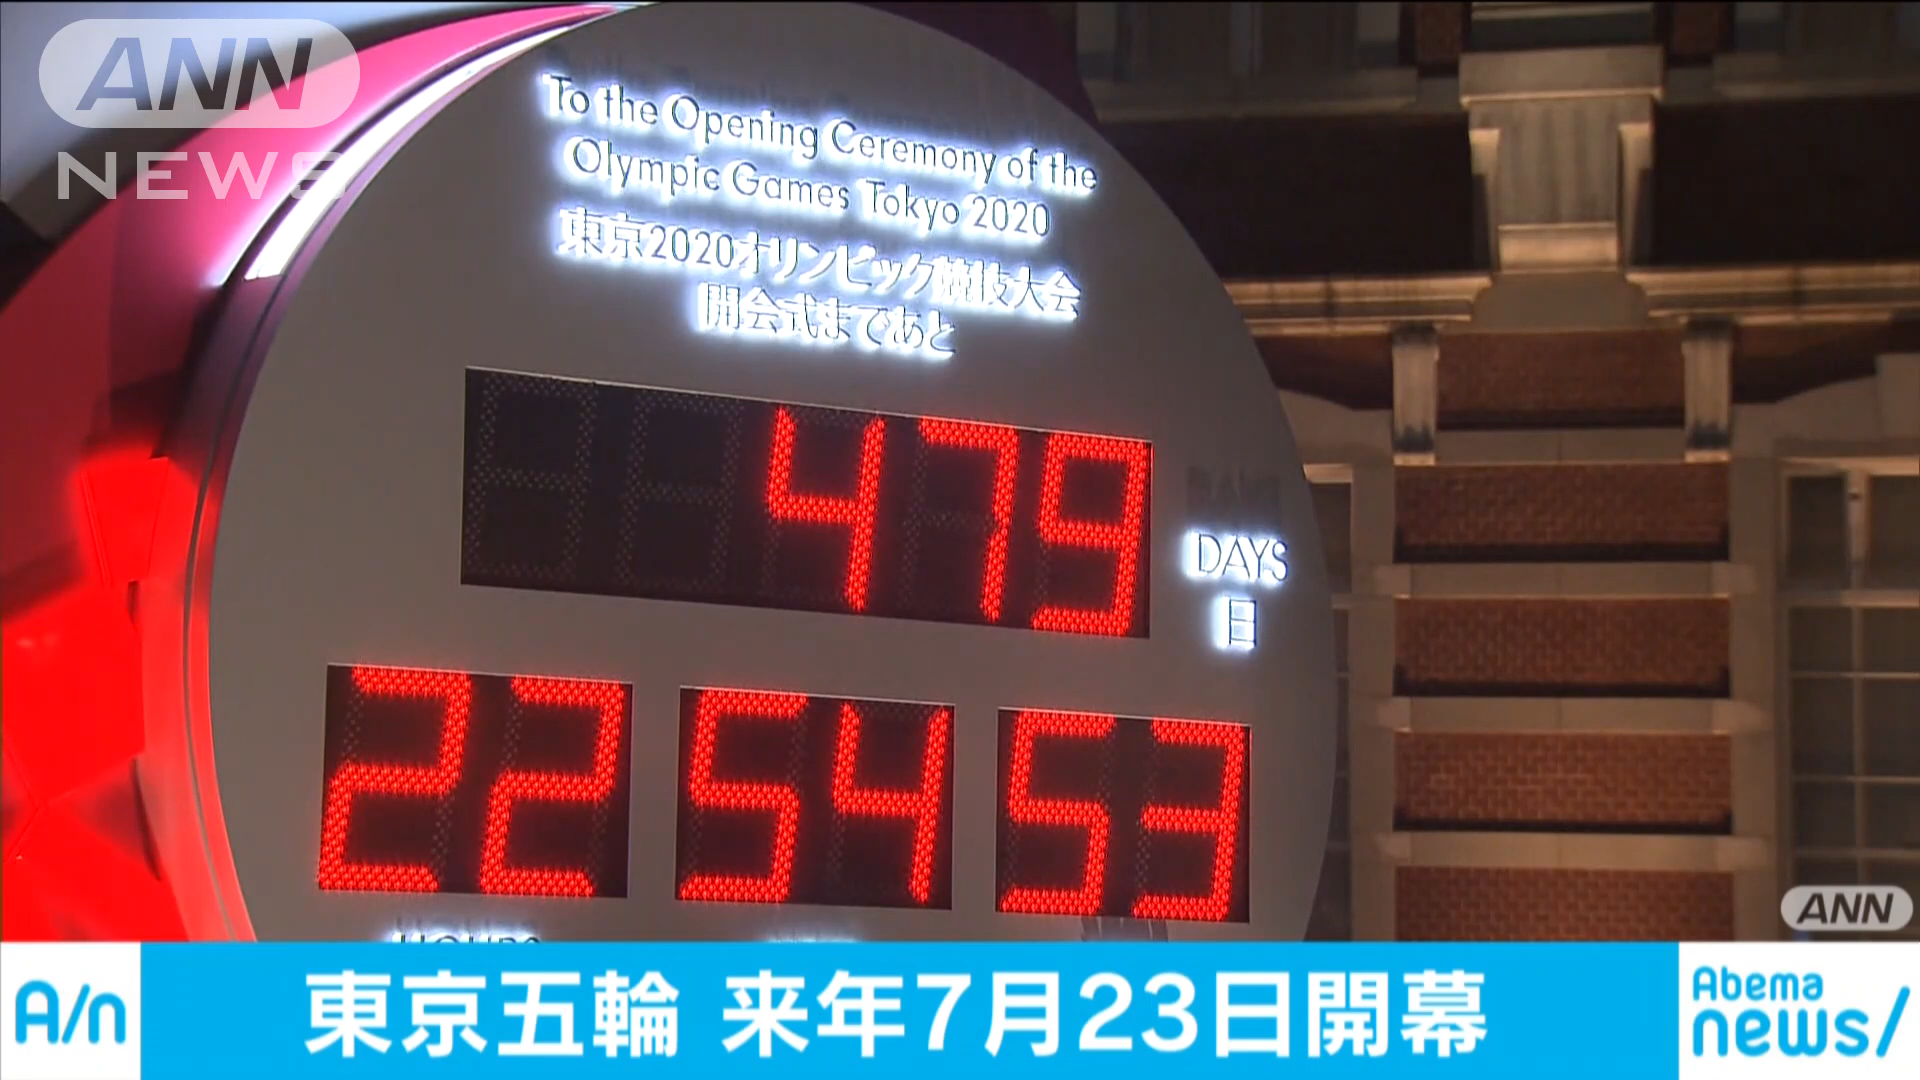 ANN
NEWS
To the Opening Ceremony of the
Olympic Games Tokyo 2020
東京2020オリンピック競技大会
開会式まであと
479
DAYS
日
22 54 53
HOURS
ANN
A/n
東京五輪 来年7月23日開幕
Abema
news/